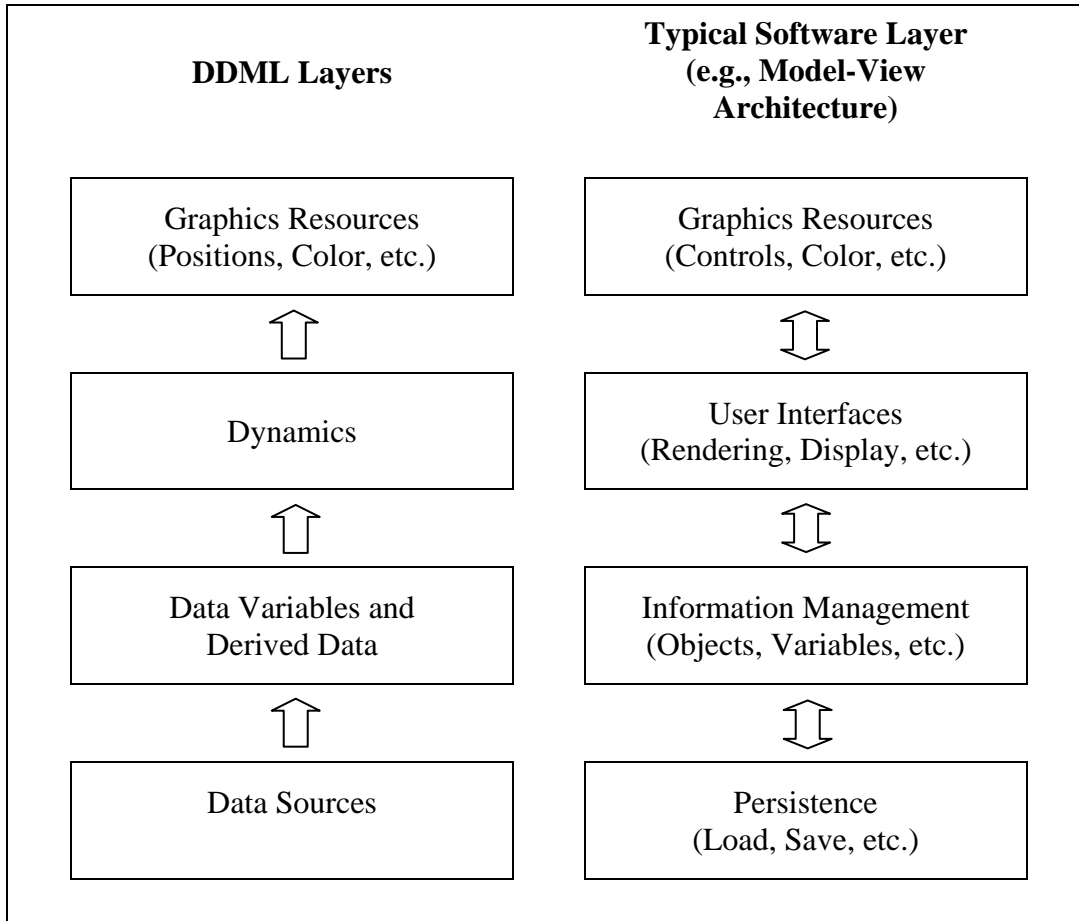 DDML Layers
Typical Software Layer
(e.g., Model-View
Architecture)
Graphics Resources
(Positions, Color, etc.)
Graphics Resources
(Controls, Color, etc.)
Dynamics
User Interfaces
(Rendering, Display, etc.)
Data Variables and
Derived Data
Information Management
(Objects, Variables, etc.)
Data Sources
Persistence
(Load, Save, etc.)